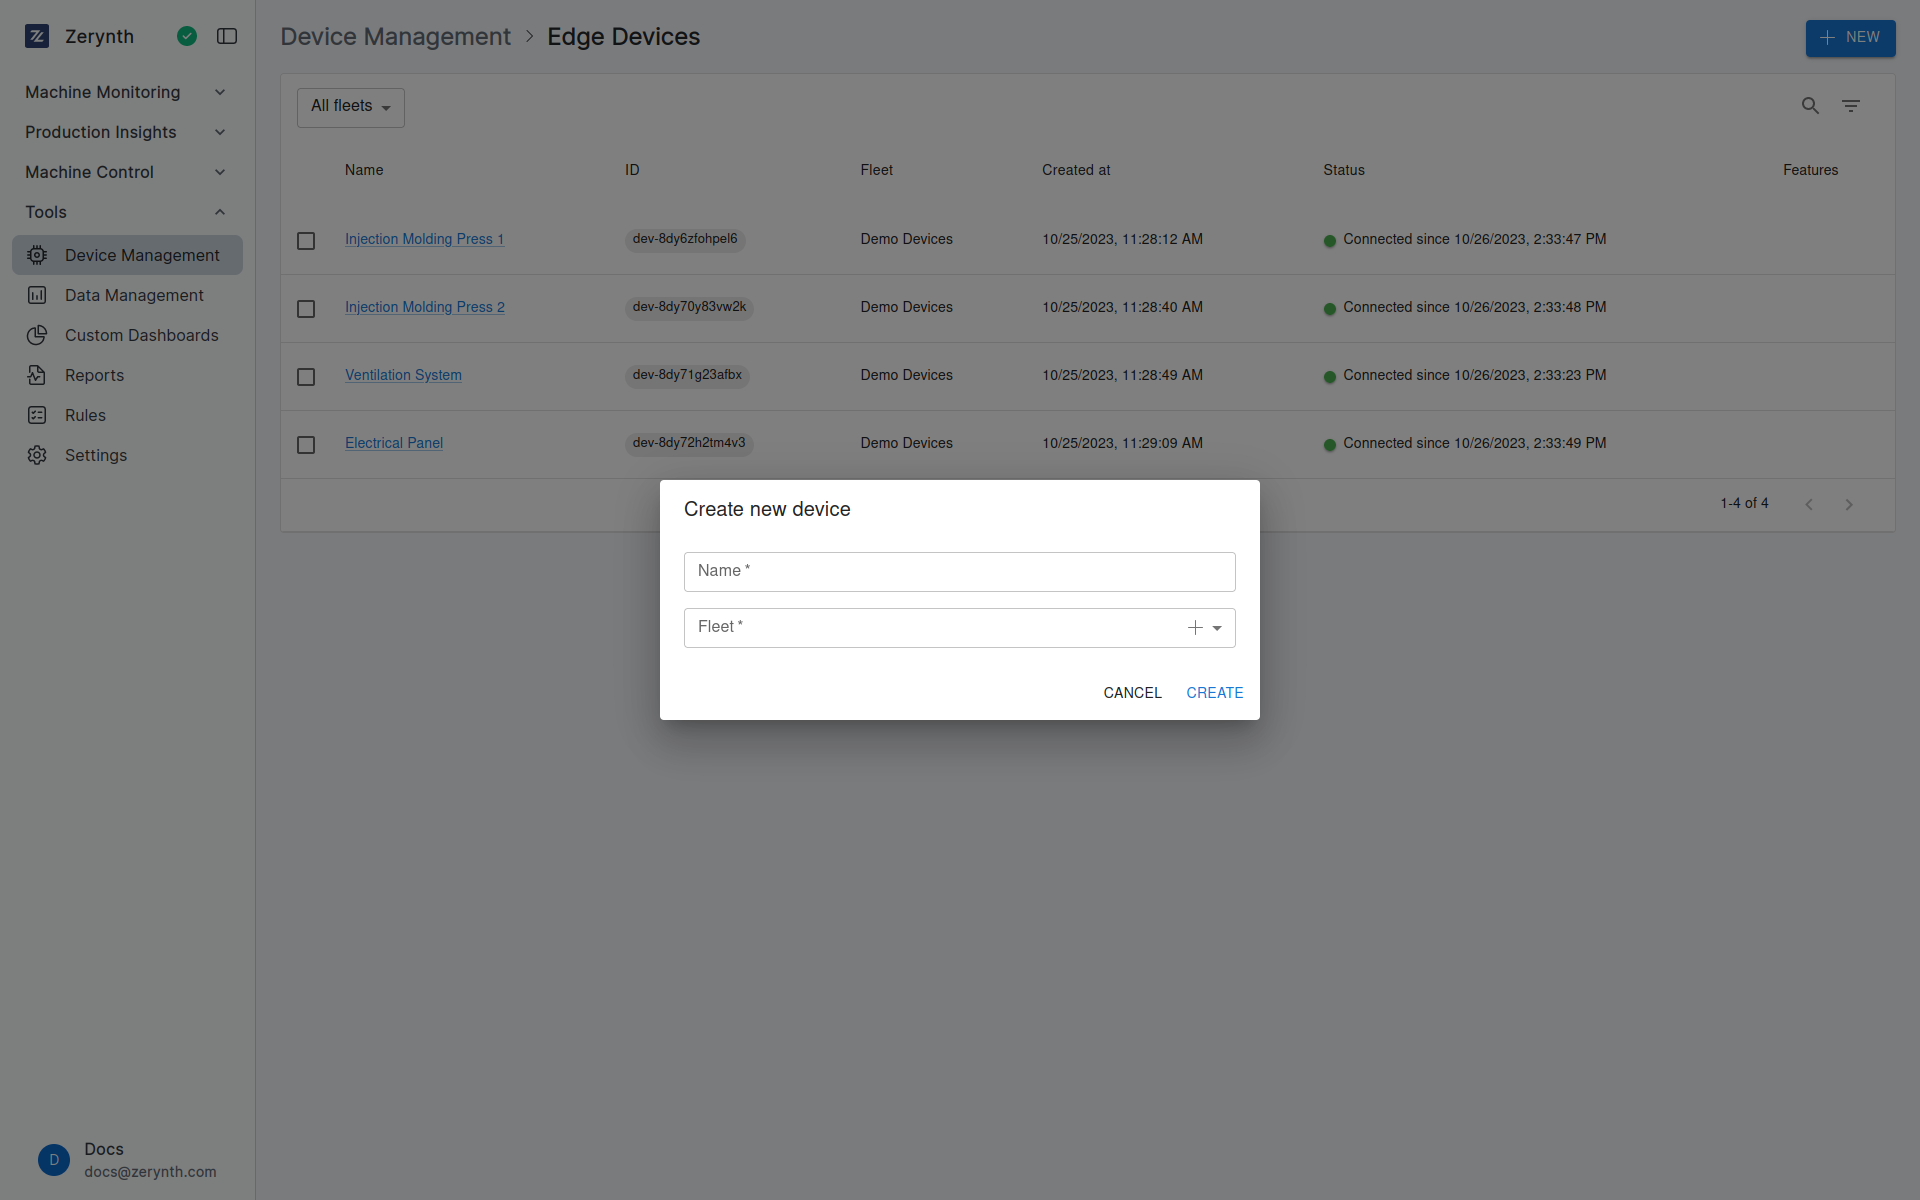 Zerynth
Machine Monitoring
Production Insights
Machine Control
Tools
Device Management
Data Management
Custom Dashboards
Reports
Rules
Settings
D
Docs
docs@zerynth.com
Device Management > Edge Devices
+ NEW
All fleets
Name ID Fleet Created at Status Features
Injection Molding Press 1 dev-8dy6zfohpel6 Demo Devices 10/25/2023, 11:28:12 AM Connected since 10/26/2023, 2:33:47 PM
Injection Molding Press 2 dev-8dy70y83vw2k Demo Devices 10/25/2023, 11:28:40 AM Connected since 10/26/2023, 2:33:48 PM
Ventilation System dev-8dy71g23afbx Demo Devices 10/25/2023, 11:28:49 AM Connected since 10/26/2023, 2:33:23 PM
Electrical Panel dev-8dy72h2tm4v3 Demo Devices 10/25/2023, 11:29:09 AM Connected since 10/26/2023, 2:33:49 PM
1-4 of 4
Create new device
Name *
Fleet *
CANCEL CREATE